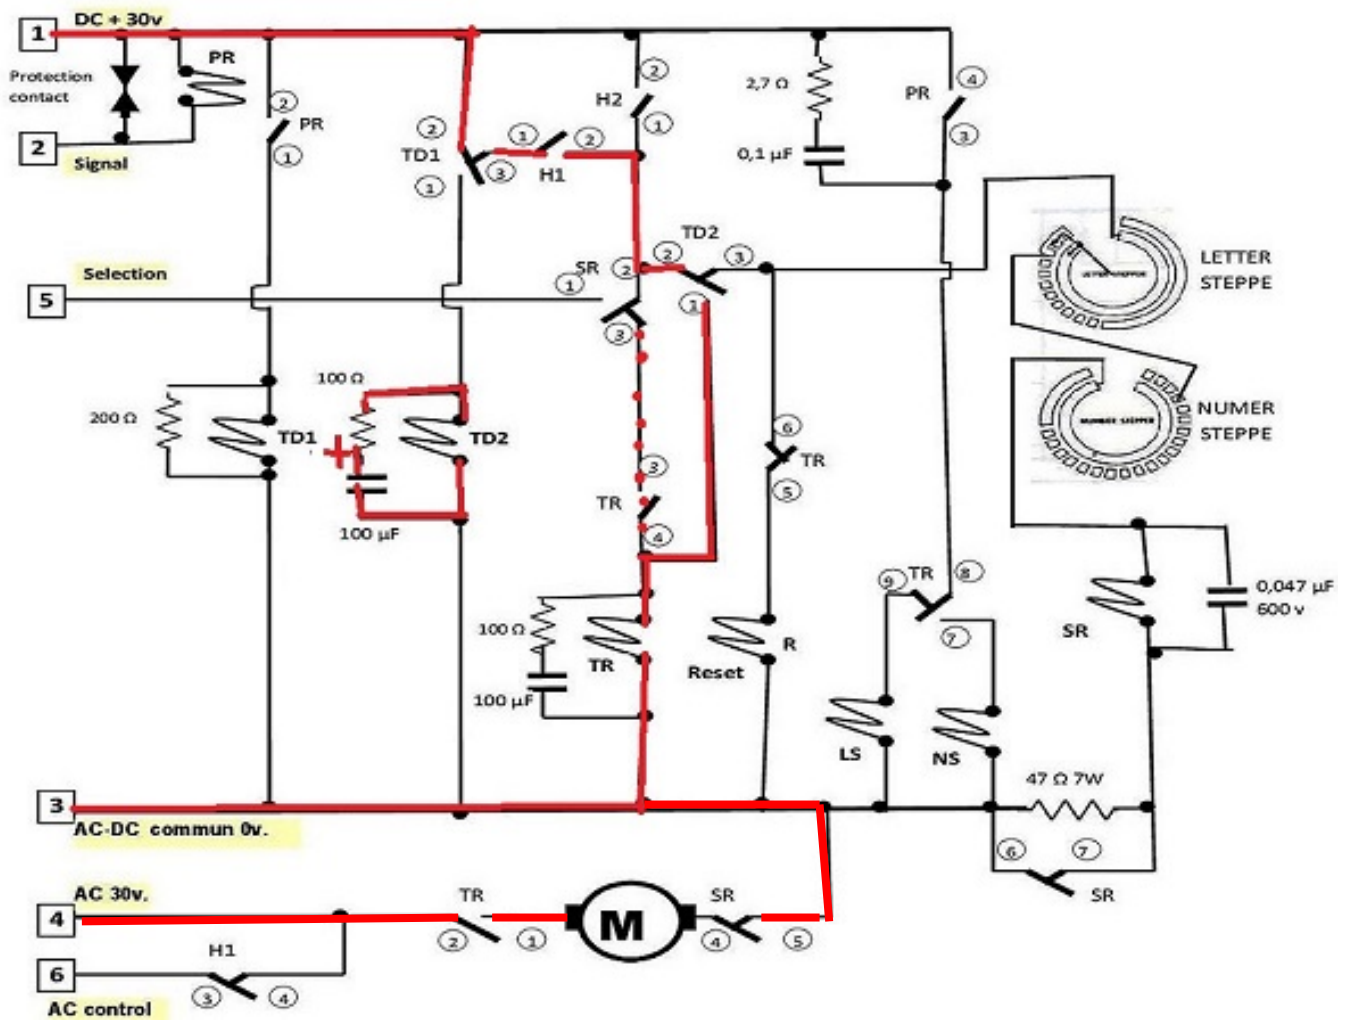 DC + 30v
1
PR
Protection
contact
2
Signal
2
PR
1
2
TD1
1
1
2
3
H1
2
H2
1
2,7 Ω
0,1 µF
4
PR
3
Selection
5
SR
1
2
3
TD2
2
3
1
LETTER
STEPPE
LETTER STEPPER
NUMER
STEPPE
NUMBER STEPPER
200 Ω
TD1
100 Ω
TD2
+
100 µF
3
TR
4
6
TR
5
100 Ω
TR
100 µF
R
Reset
9
TR
8
7
LS
NS
SR
0,047 µF
600 v
47 Ω 7W
6
7
SR
3
AC-DC commun 0v.
AC 30v.
4
TR
2
1
M
SR
4
5
H1
6
3
4
AC control